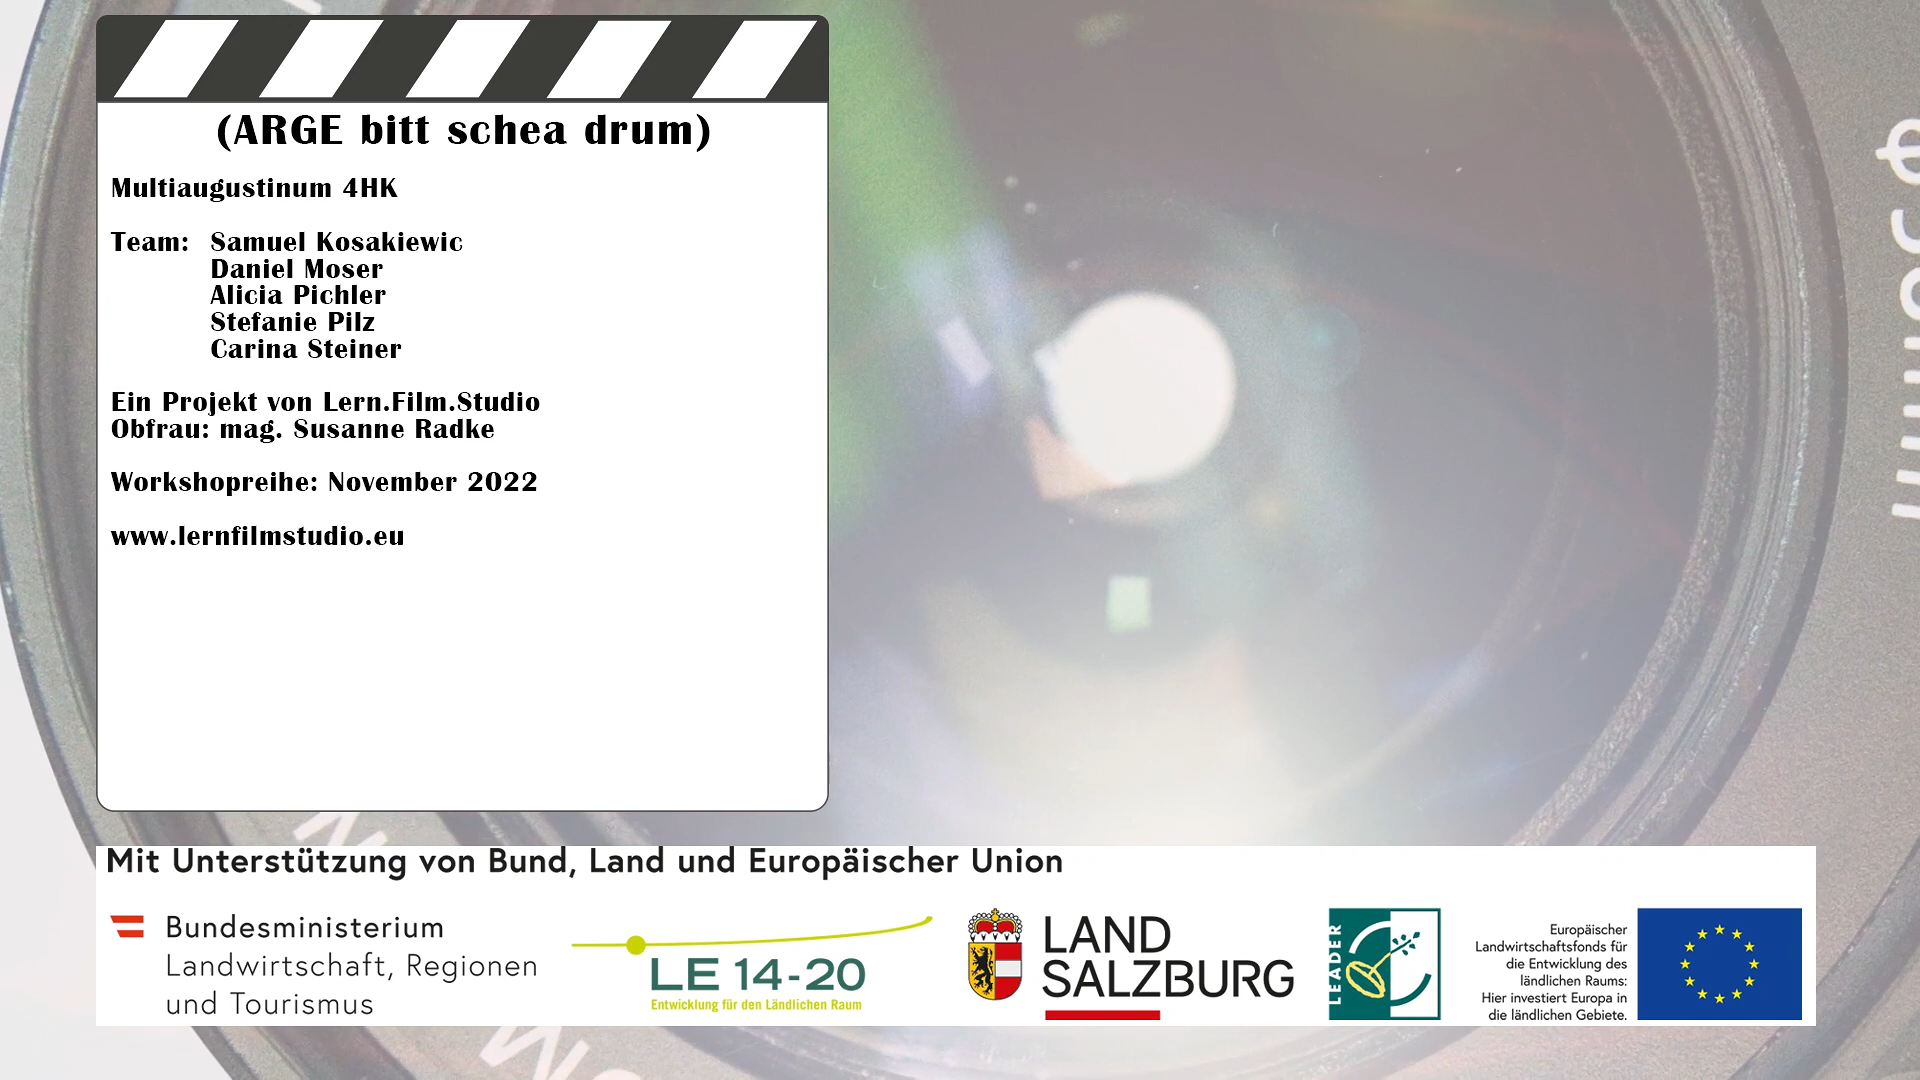 (ARGE bitt schea drum)
Multiaugustinum 4HK
Team: Samuel Kosakiewic
Daniel Moser
Alicia Pichler
Stefanie Pilz
Carina Steiner
Ein Projekt von Lern.Film.Studio
Obfrau: mag. Susanne Radke
Workshopreihe: November 2022
www.lernfilmstudio.eu
Mit Unterstützung von Bund, Land und Europäischer Union
Bundesministerium
Landwirtschaft, Regionen
und Tourismus
LE 14-20
Entwicklung für den Ländlichen Raum
LAND
SALZBURG
LEADER
Europäischer
Landwirtschaftsfonds für
die Entwicklung des
ländlichen Raums:
Hier investiert Europa in
die ländlichen Gebiete.